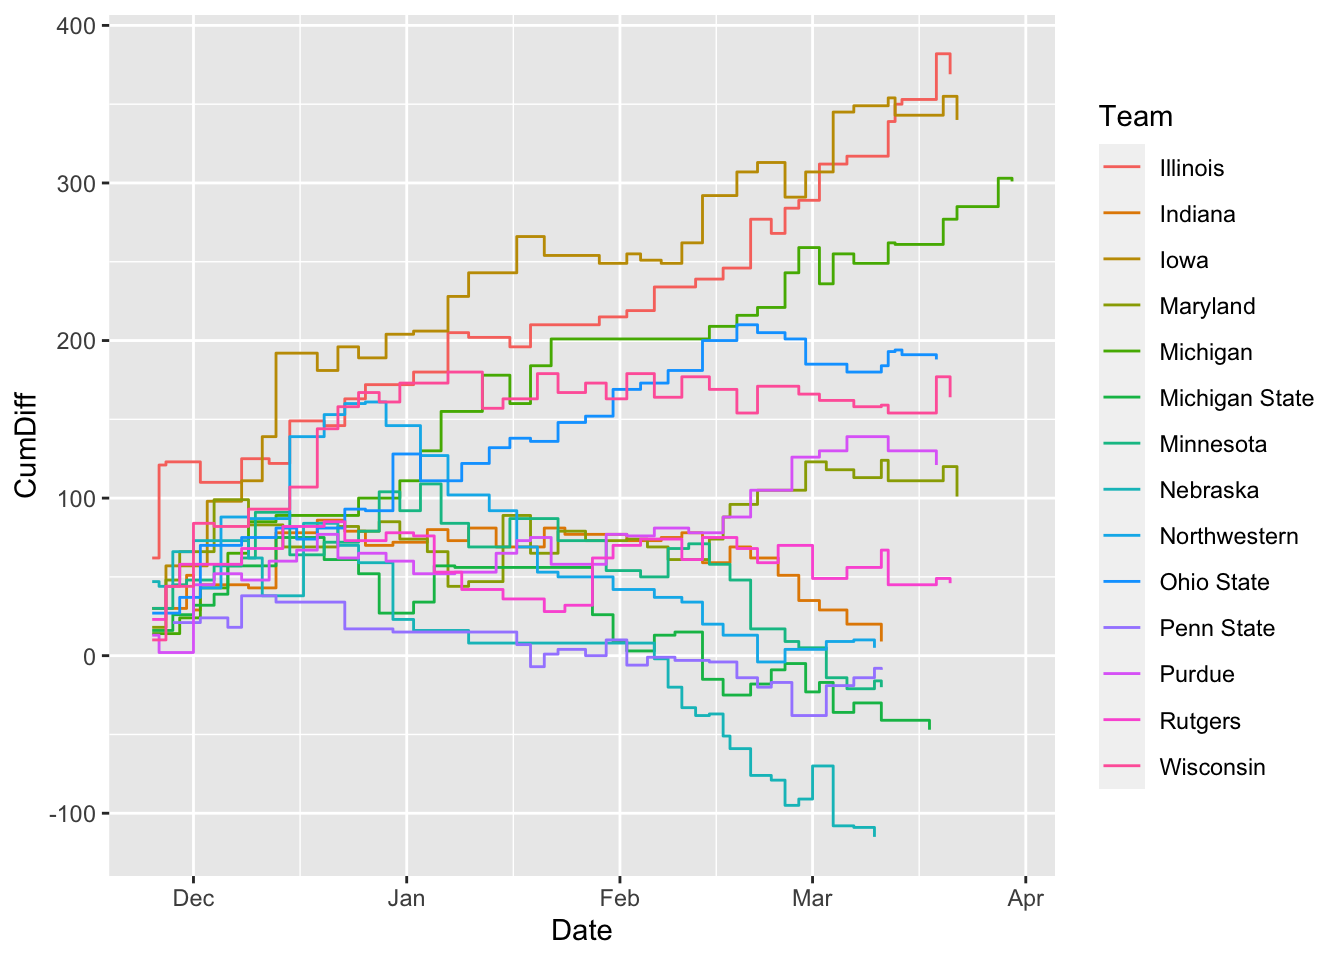 400
300
200
100
0
-100
CumDiff
Dec Jan Feb Mar Apr
Date
Team
Illinois
Indiana
Iowa
Maryland
Michigan
Michigan State
Minnesota
Nebraska
Northwestern
Ohio State
Penn State
Purdue
Rutgers
Wisconsin